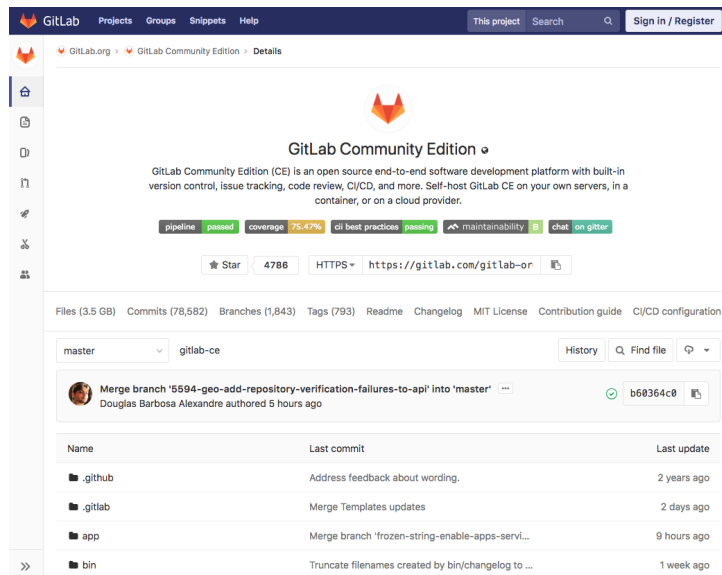 GitLab Projects Groups Snippets Help This project Search Sign in / Register
GitLab.org > GitLab Community Edition > Details
GitLab Community Edition
GitLab Community Edition (CE) is an open source end-to-end software development platform with built-in
version control, issue tracking, code review, CI/CD, and more. Self-host GitLab CE on your own servers, in a
container, or on a cloud provider.
pipeline passed coverage 75.47% cii best practices passing maintainability B chat on gitter
Star 4786 HTTPS https://gitlab.com/gitlab-or
Files (3.5 GB) Commits (78,582) Branches (1,843) Tags (793) Readme Changelog MIT License Contribution guide CI/CD configuration
master gitlab-ce History Find file
Merge branch '5594-geo-add-repository-verification-failures-to-api' into 'master' ...
Douglas Barbosa Alexandre authored 5 hours ago
b60364c0
Name Last commit Last update
.github Address feedback about wording. 2 years ago
.gitlab Merge Templates updates 2 days ago
app Merge branch 'frozen-string-enable-apps-servi... 9 hours ago
bin Truncate filenames created by bin/changelog to ... 1 week ago